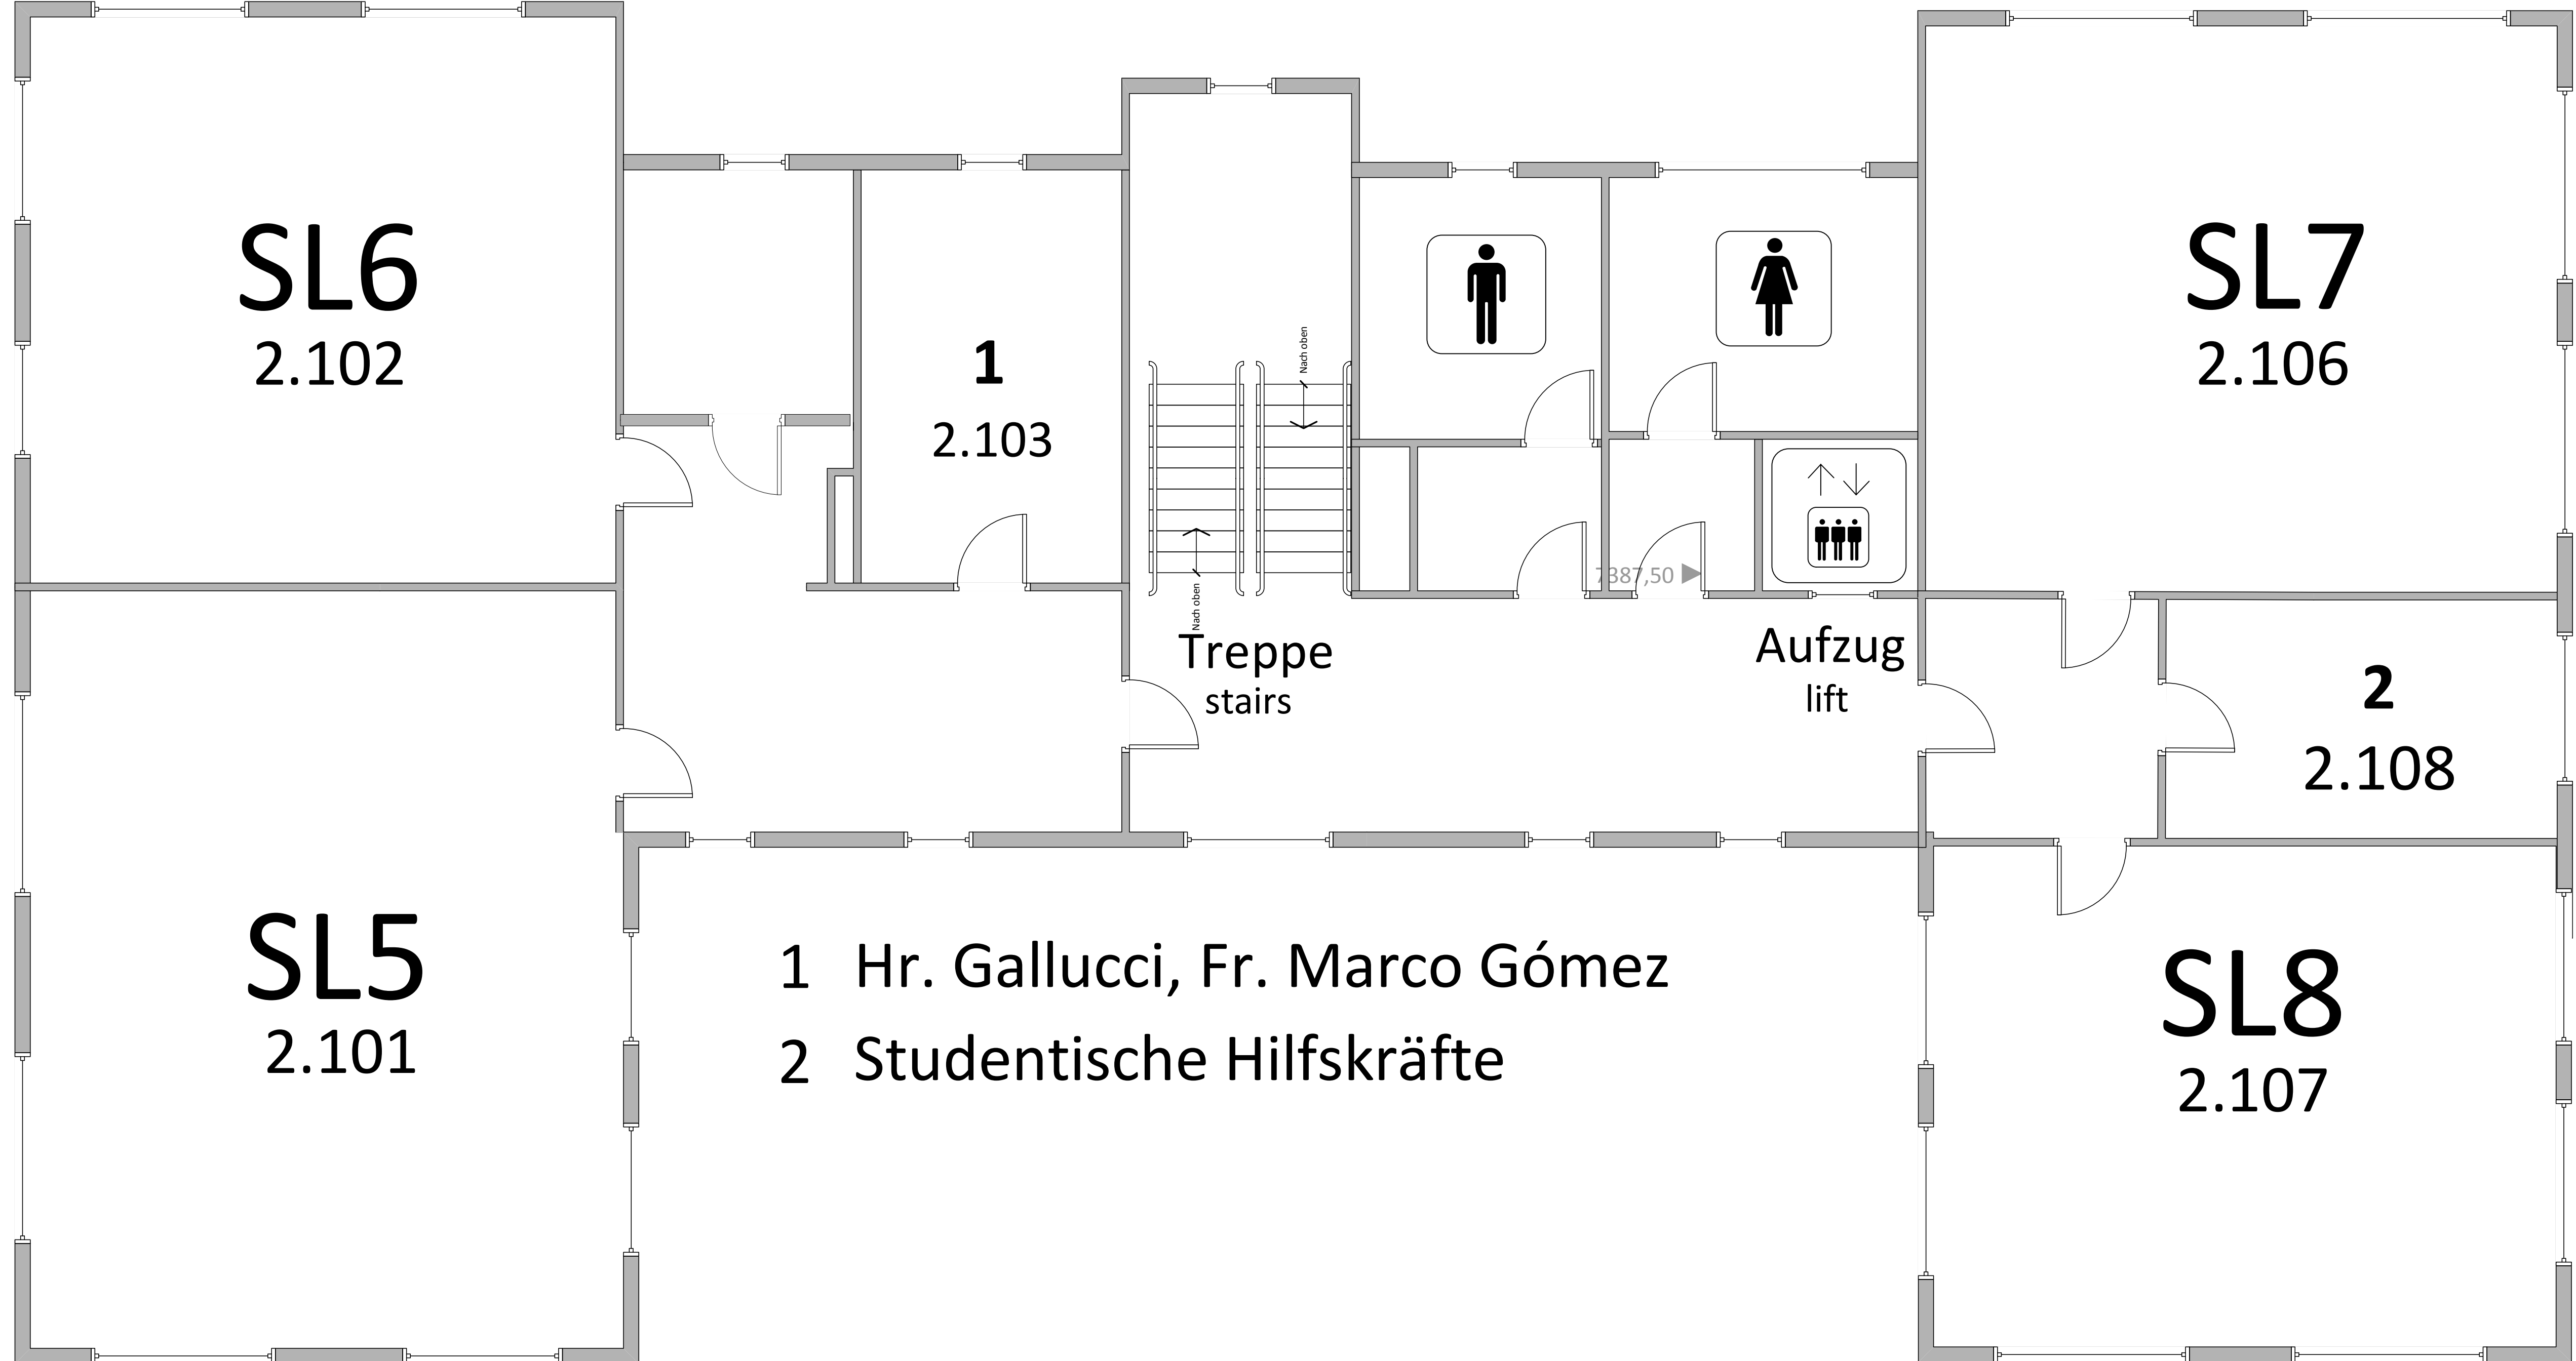 SL6
2.102
1
2.103
Nach oben
Nach oben
Treppe
stairs
7387,50
Aufzug
lift
SL7
2.106
2
2.108
SL5
2.101
1 Hr. Gallucci, Fr. Marco Gómez
2 Studentische Hilfskräfte
SL8
2.107